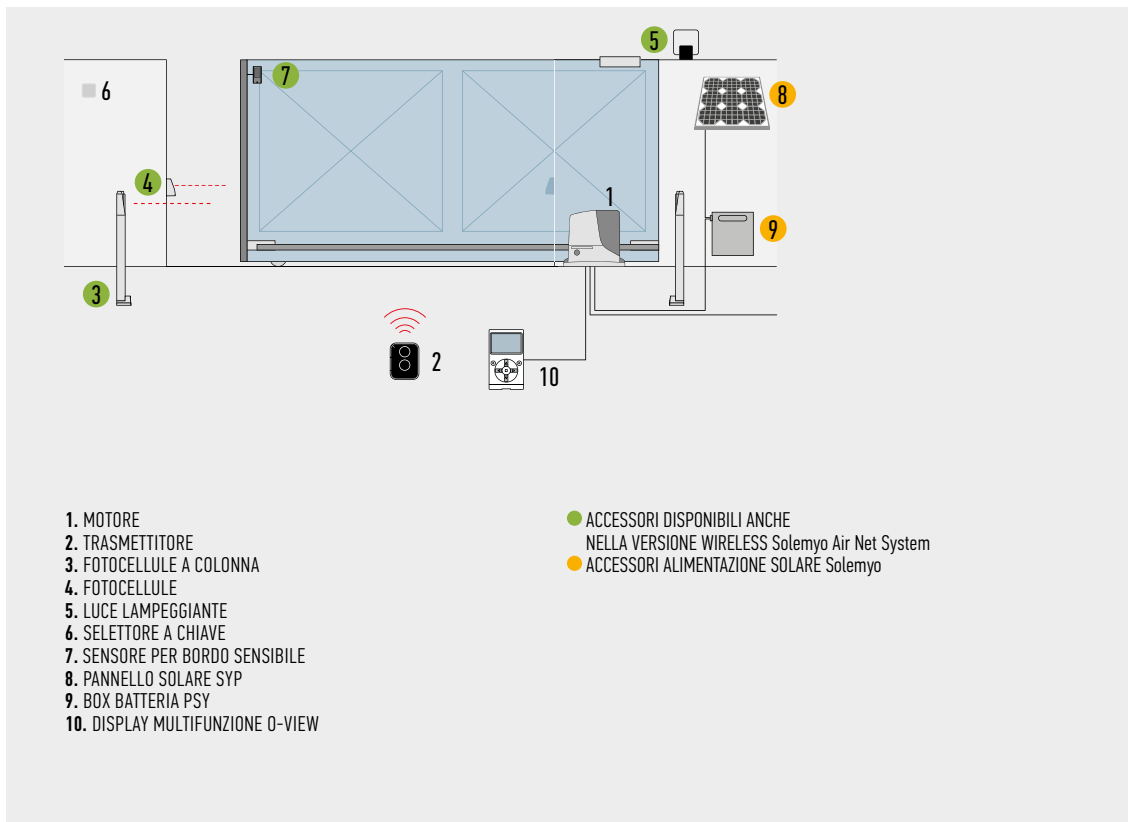 5
7
8
6
4
1
9
3
2
10
1. MOTORE
2. TRASMETTITORE
3. FOTOCELLULE A COLONNA
4. FOTOCELLULE
5. LUCE LAMPEGGIANTE
6. SELETTORE A CHIAVE
7. SENSORE PER BORDO SENSIBILE
8. PANNELLO SOLARE SYP
9. BOX BATTERIA PSY
10. DISPLAY MULTIFUNZIONE O-VIEW
ACCESSORI DISPONIBILI ANCHE
NELLA VERSIONE WIRELESS Solemyo Air Net System
ACCESSORI ALIMENTAZIONE SOLARE Solemyo